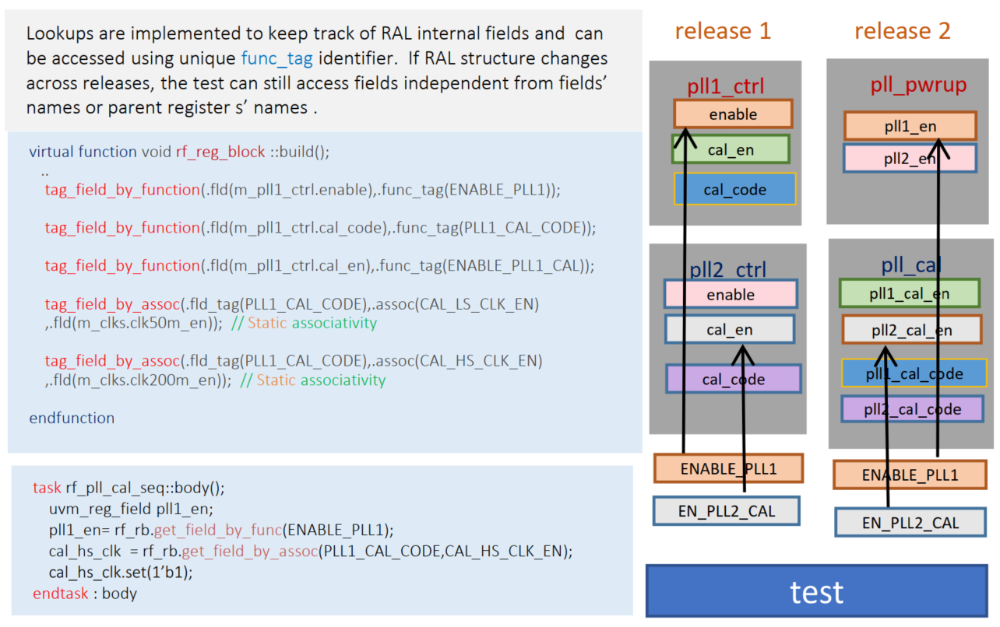 Lookups are implemented to keep track of RAL internal fields and can
be accessed using unique func_tag identifier. If RAL structure changes
across releases, the test can still access fields independent from fields’
names or parent register s’ names .
virtual function void rf_reg_block ::build();
..
tag_field_by_function(.fld(m_pll1_ctrl.enable),.func_tag(ENABLE_PLL1));
tag_field_by_function(.fld(m_pll1_ctrl.cal_code),.func_tag(PLL1_CAL_CODE));
tag_field_by_function(.fld(m_pll1_ctrl.cal_en),.func_tag(ENABLE_PLL1_CAL));
tag_field_by_assoc(.fld_tag(PLL1_CAL_CODE),.assoc(CAL_LS_CLK_EN)
,.fld(m_clks.clk50m_en)); // Static associativity
tag_field_by_assoc(.fld_tag(PLL1_CAL_CODE),.assoc(CAL_HS_CLK_EN)
,.fld(m_clks.clk200m_en)); // Static associativity
endfunction
task rf_pll_cal_seq::body();
uvm_reg_field pll1_en;
pll1_en= rf_rb.get_field_by_func(ENABLE_PLL1);
cal_hs_clk = rf_rb.get_field_by_assoc(PLL1_CAL_CODE,CAL_HS_CLK_EN);
cal_hs_clk.set(1’b1);
endtask : body
release 1
pll1_ctrl
enable
cal_en
cal_code
pll2_ctrl
enable
cal_en
cal_code
ENABLE_PLL1
EN_PLL2_CAL
release 2
pll_pwrup
pll1_en
pll2_en
pll_cal
pll1_cal_en
pll2_cal_en
pll1_cal_code
pll2_cal_code
ENABLE_PLL1
EN_PLL2_CAL
test